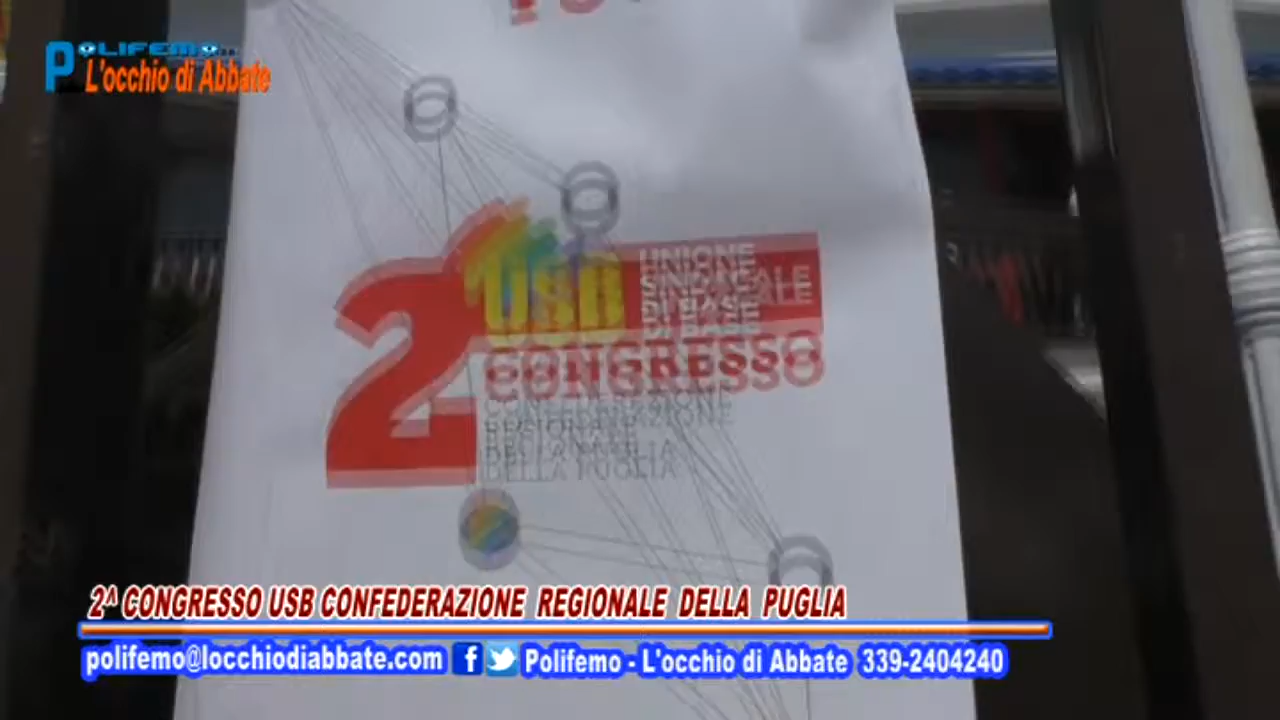 POLIFEMO...
L'occhio di Abbate
2
USB
UNIONE
SINDACALE
DI BASE
CONGRESSO
CONFEDERAZIONE
REGIONALE
DELLA PUGLIA
2^ CONGRESSO USB CONFEDERAZIONE REGIONALE DELLA PUGLIA
polifemo@locchiodiabbate.com Polifemo - L'occhio di Abbate 339-2404240